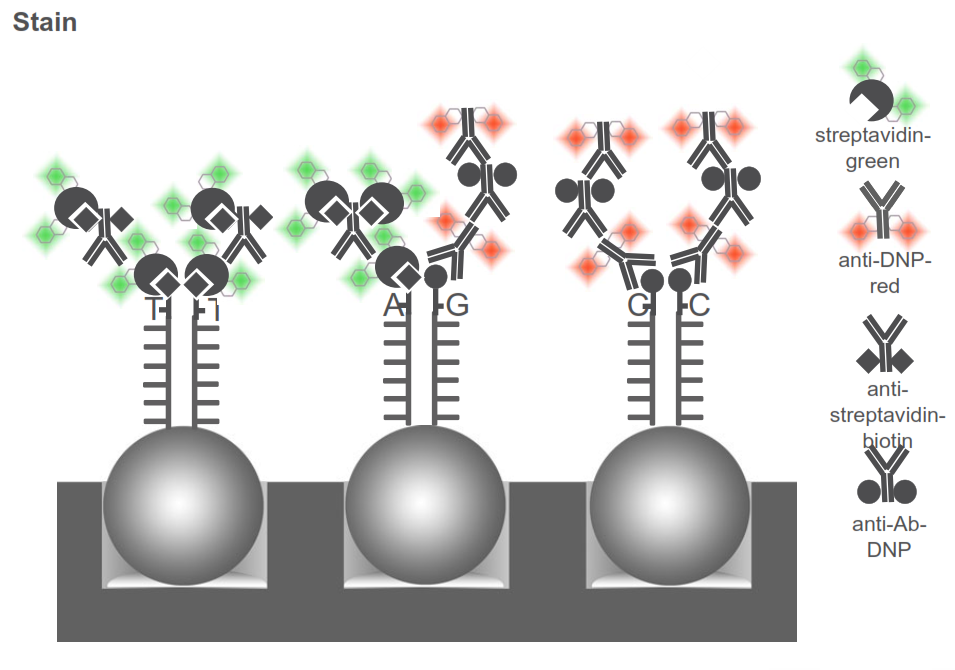 Stain
streptavidin-
green
anti-DNP-
red
anti-
streptavidin-
biotin
anti-Ab-
DNP
T T
A G
G C